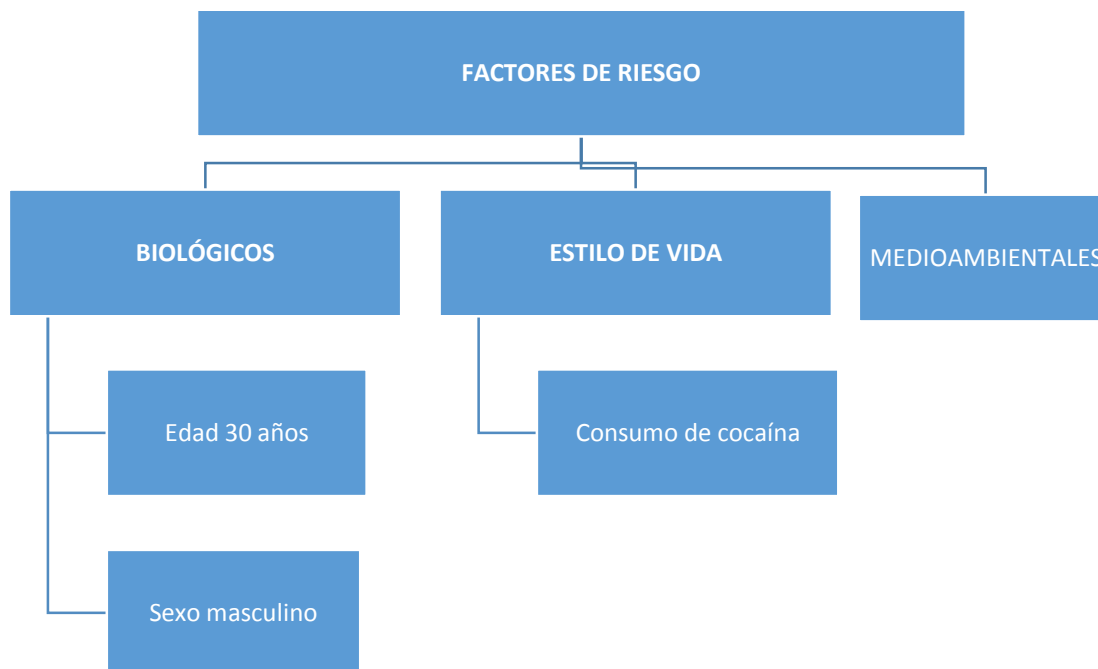 FACTORES DE RIESGO
BIOLÓGICOS
Edad 30 años
Sexo masculino
ESTILO DE VIDA
Consumo de cocaína
MEDIOAMBIENTALES